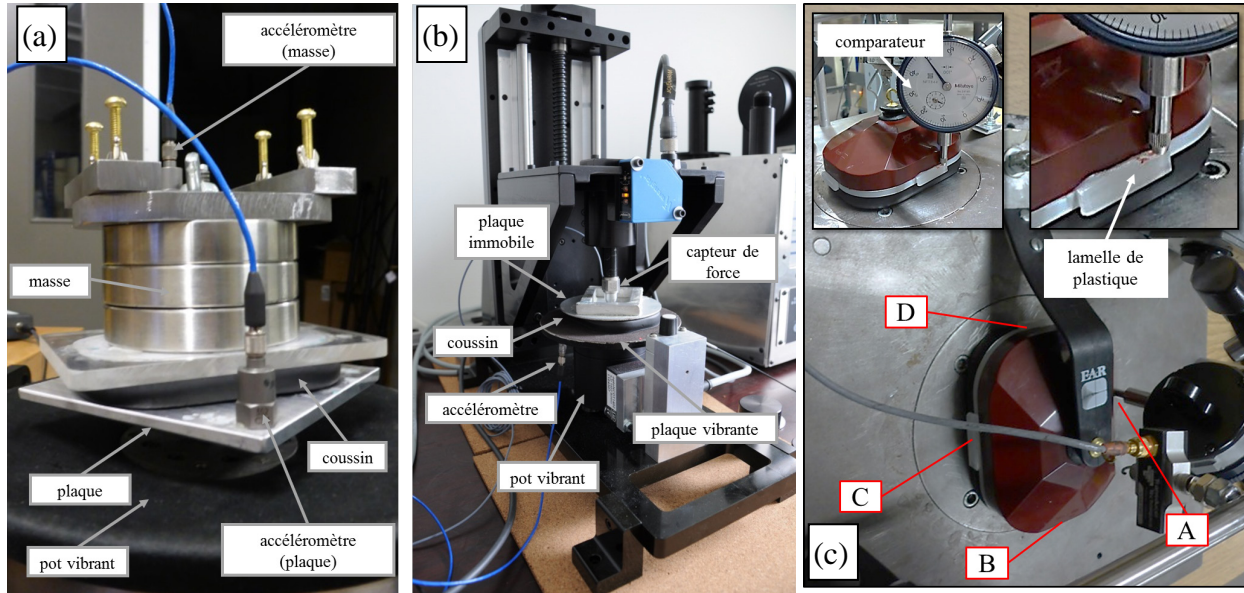 (a)
accéléromètre
(masse)
masse
coussin
plaque
pot vibrant
accéléromètre
(plaque)
(b)
plaque
immobile
capteur de
force
coussin
accéléromètre
plaque vibrante
pot vibrant
comparateur
Mitutoyo
lamelle de
plastique
D
EAR
C
A
B
(c)